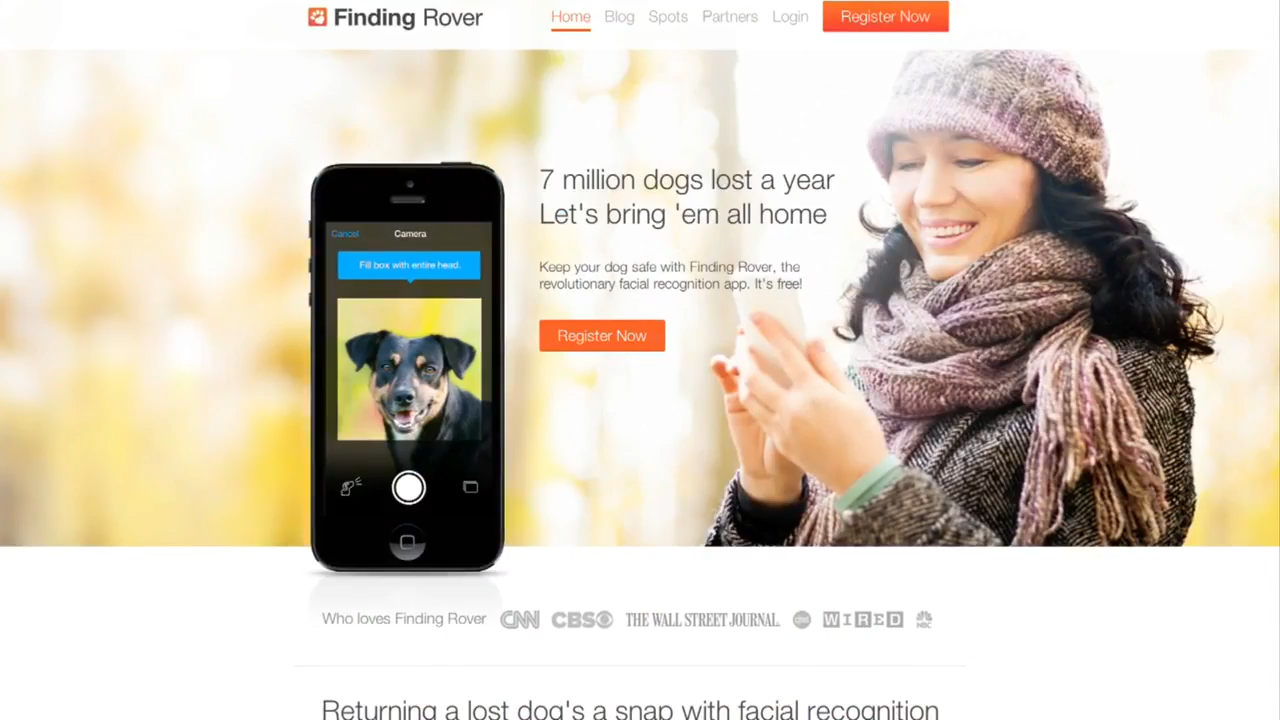 Finding Rover
Home Blog Spots Partners Login Register Now
7 million dogs lost a year
Let's bring 'em all home
Cancel Camera
Fill box with entire head.
Keep your dog safe with Finding Rover, the
revolutionary facial recognition app. It's free!
Register Now
Who loves Finding Rover CNN CBS THE WALL STREET JOURNAL. WIRED NBC
Returning a lost dog's a snap with facial recognition